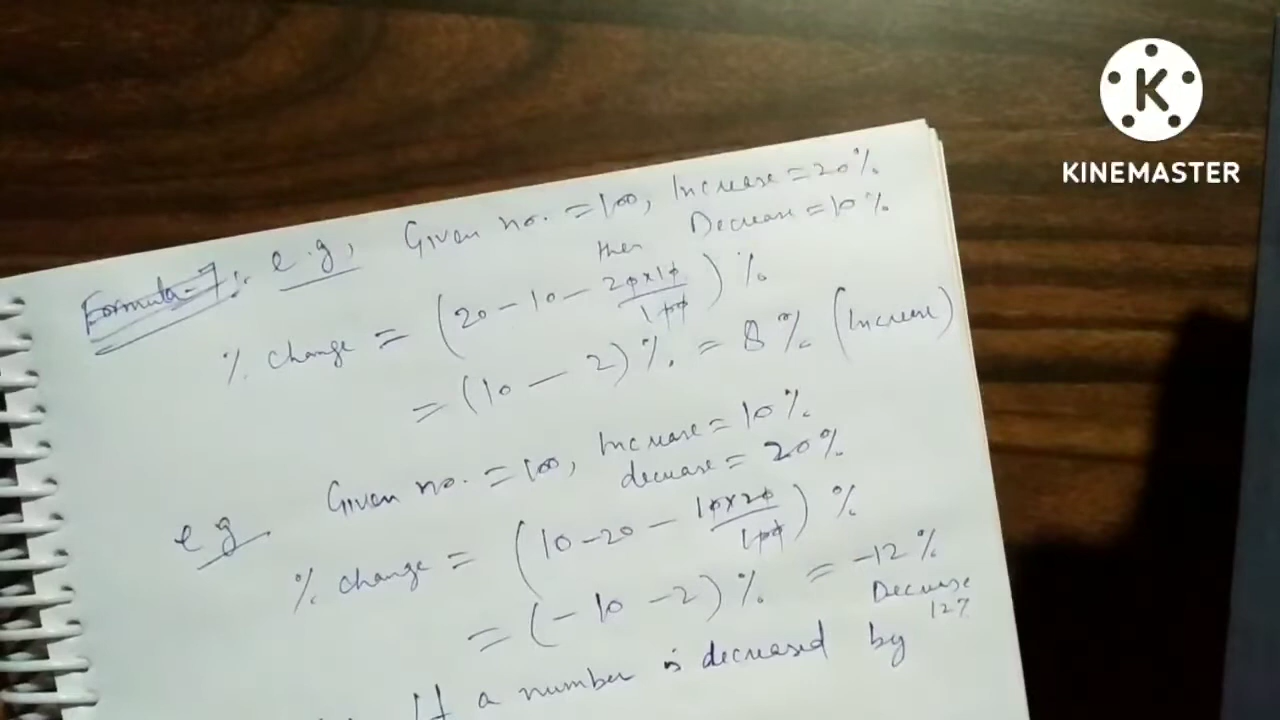 Formula-7:- e.g, Given no. = 100, Increase = 20%
then Decrease = 10%
% change = (20 - 10 - 20×10/100) %
= (10 - 2)% = 8% (Increase)
e.g. Given no. = 100, Increase = 10%
decrease = 20%
% change = (10-20 - 10×20/100) %
= (-10 -2)% = -12%
Decrease
12%
If a number is decreased by
K
KINEMASTER